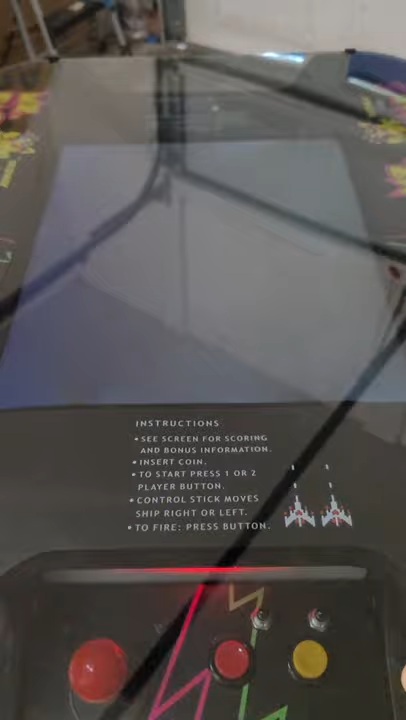 INSTRUCTIONS
• SEE SCREEN FOR SCORING
AND BONUS INFORMATION.
• INSERT COIN.
• TO START PRESS 1 OR 2
PLAYER BUTTON.
• CONTROL STICK MOVES
SHIP RIGHT OR LEFT.
• TO FIRE: PRESS BUTTON.